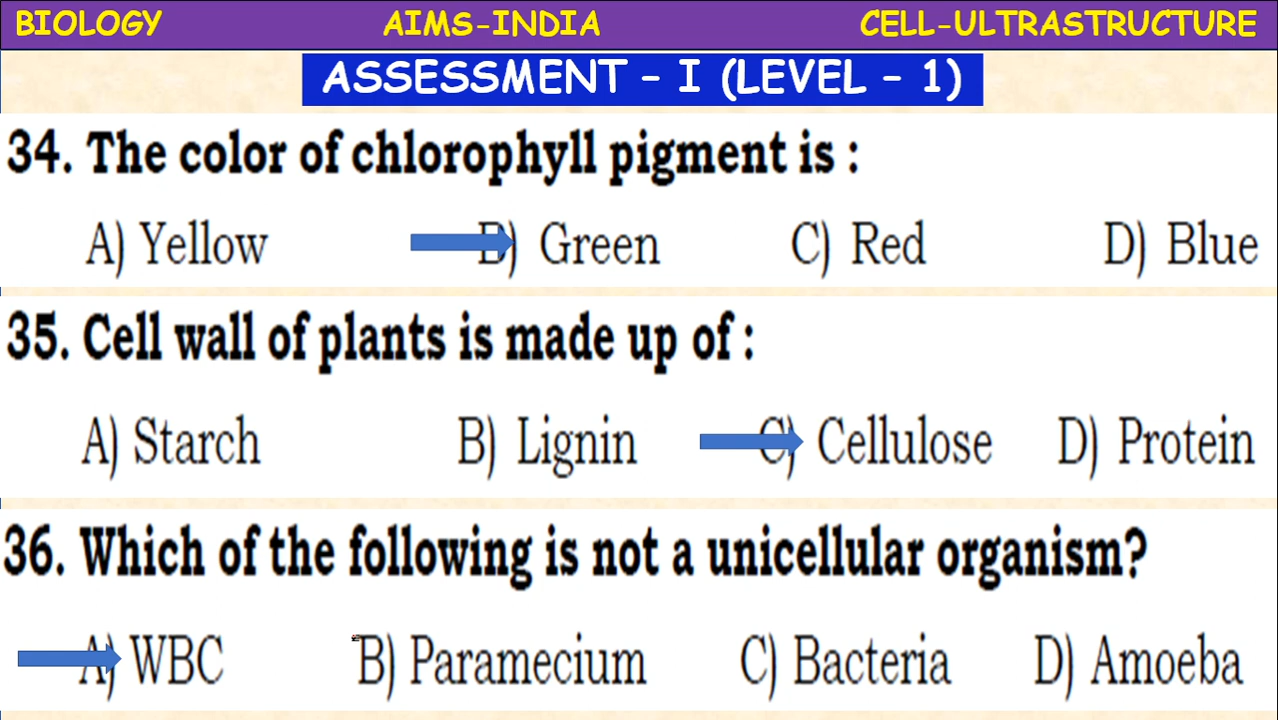 BIOLOGY AIMS-INDIA CELL-ULTRASTRUCTURE
ASSESSMENT - I (LEVEL - 1)
34. The color of chlorophyll pigment is :
A) Yellow B) Green C) Red D) Blue
35. Cell wall of plants is made up of :
A) Starch B) Lignin C) Cellulose D) Protein
36. Which of the following is not a unicellular organism?
A) WBC B) Paramecium C) Bacteria D) Amoeba